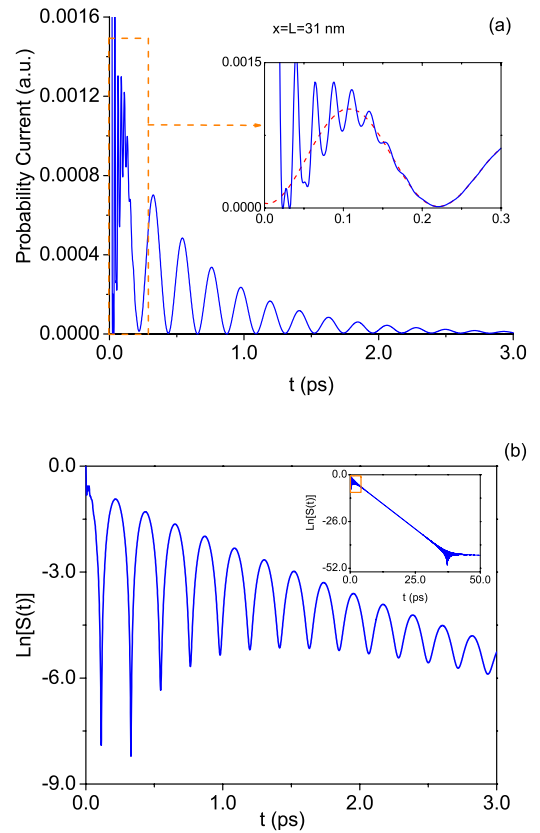 (a)
x=L=31 nm
Probability Current (a.u.)
0.0016
0.0012
0.0008
0.0004
0.0000
0.0 1.0 2.0 3.0
t (ps)
0.0015
0.0000
0.0 0.1 0.2 0.3
(b)
Ln[S(t)]
0.0
-3.0
-6.0
-9.0
0.0 1.0 2.0 3.0
t (ps)
Ln[S(t)]
0.0
-26.0
-52.0
0.0 25.0 50.0
t (ps)